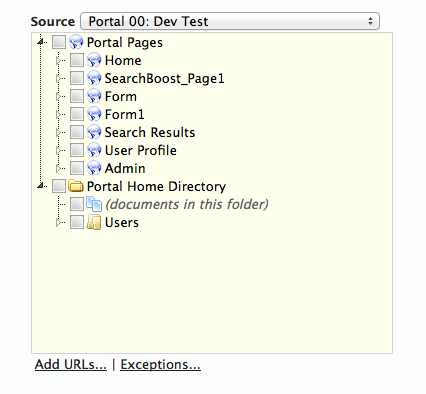 Source Portal 00: Dev Test
Portal Pages
Home
SearchBoost_Page1
Form
Form1
Search Results
User Profile
Admin
Portal Home Directory
(documents in this folder)
Users
Add URLs... | Exceptions...